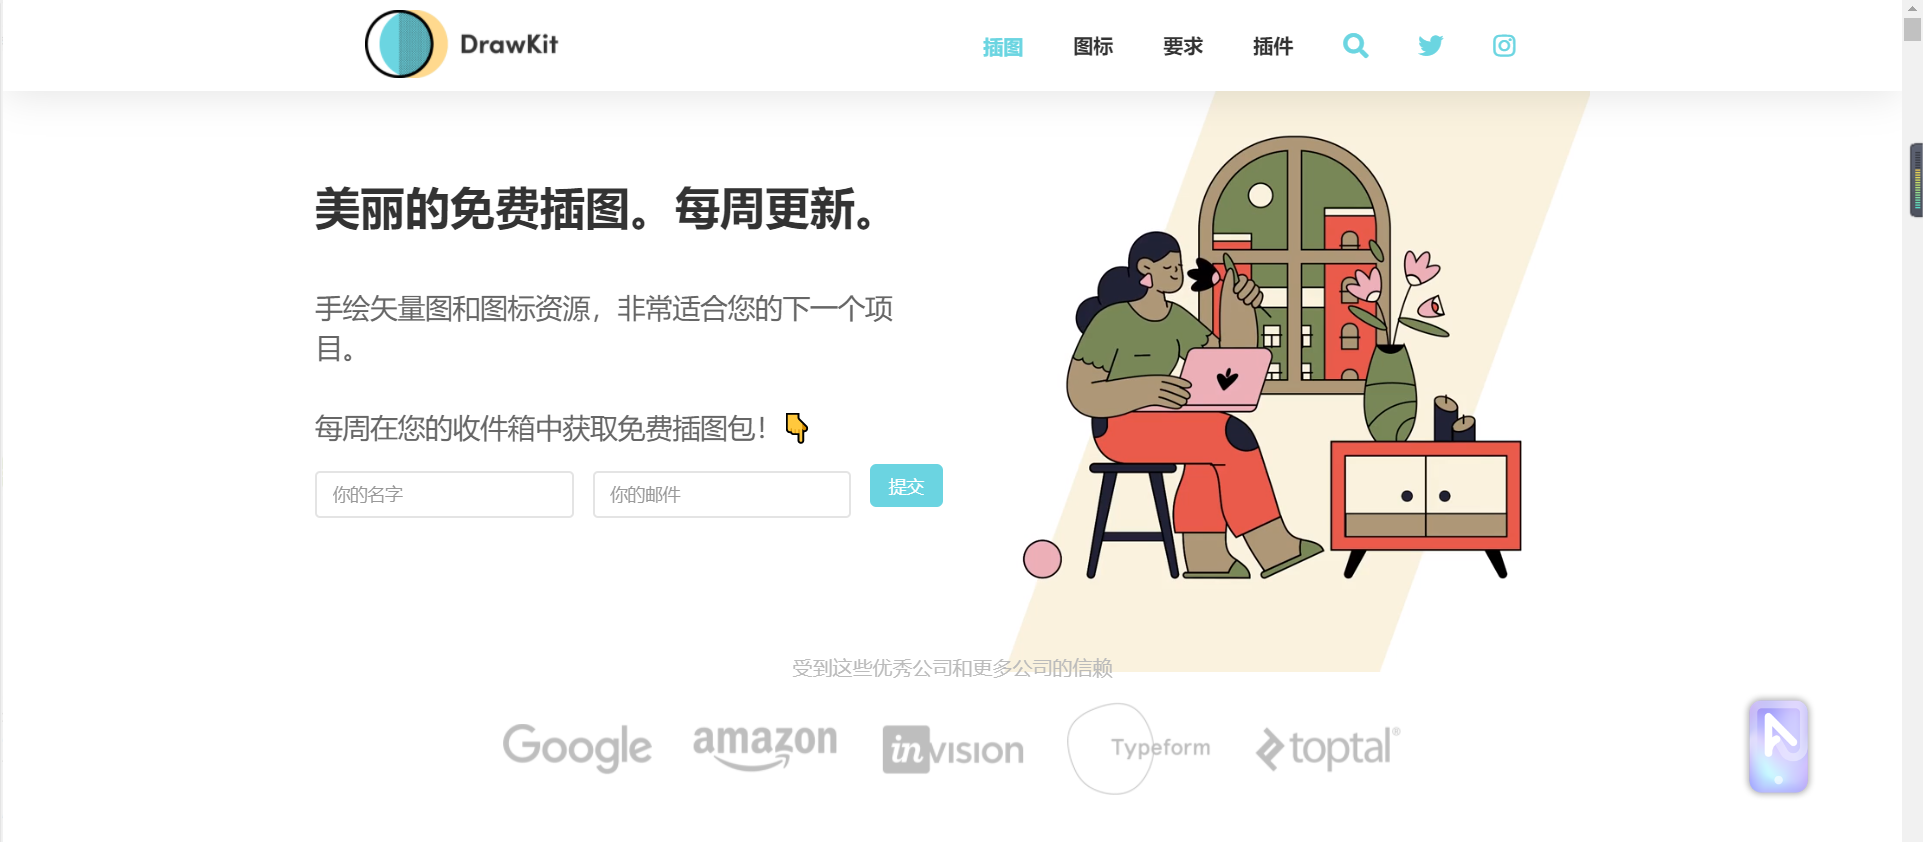 DrawKit
插图 图标 要求 插件
美丽的免费插图。每周更新。
手绘矢量图和图标资源，非常适合您的下一个项
目。
每周在您的收件箱中获取免费插图包！👇
你的名字 你的邮件 提交
受到这些优秀公司和更多公司的信赖
Google amazon invision Typeform toptal®